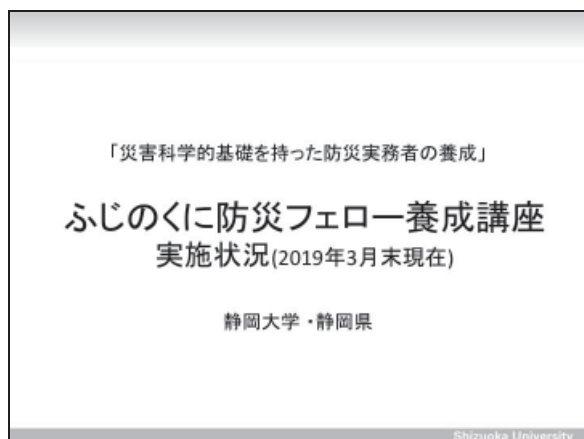 「災害科学的基礎を持った防災実務者の養成」
ふじのくに防災フェロー養成講座
実施状況(2019年3月末現在)
静岡大学・静岡県
Shizuoka University